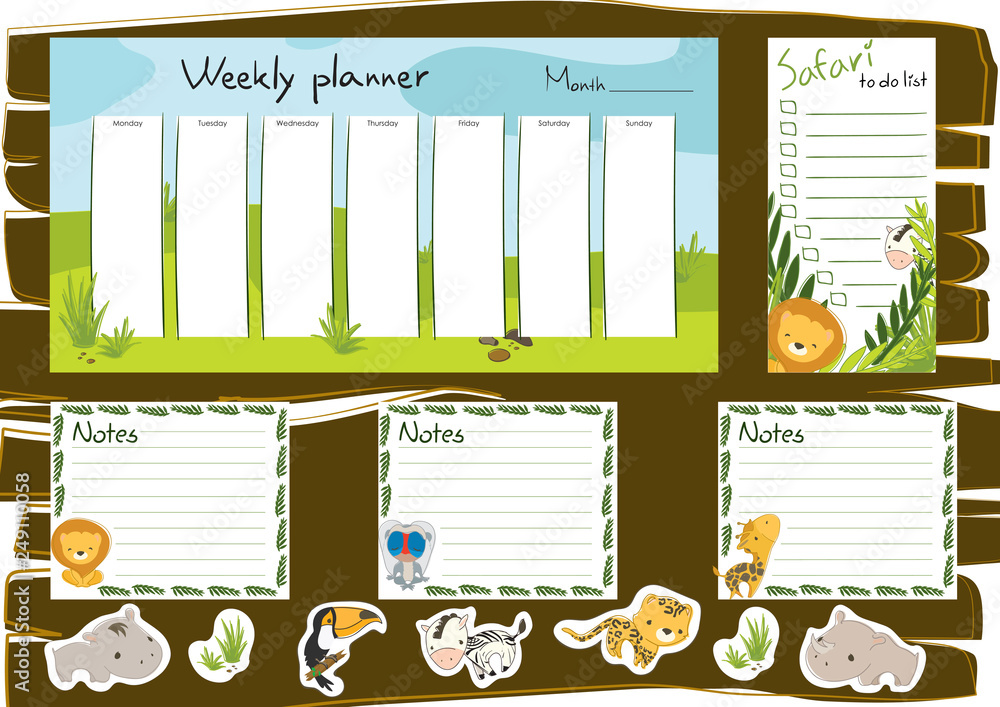 Weekly planner
Month
Monday Tuesday Wednesday Thursday Friday Saturday Sunday
Safari
to do list
Notes
Notes
Notes
Adobe Stock
249110058